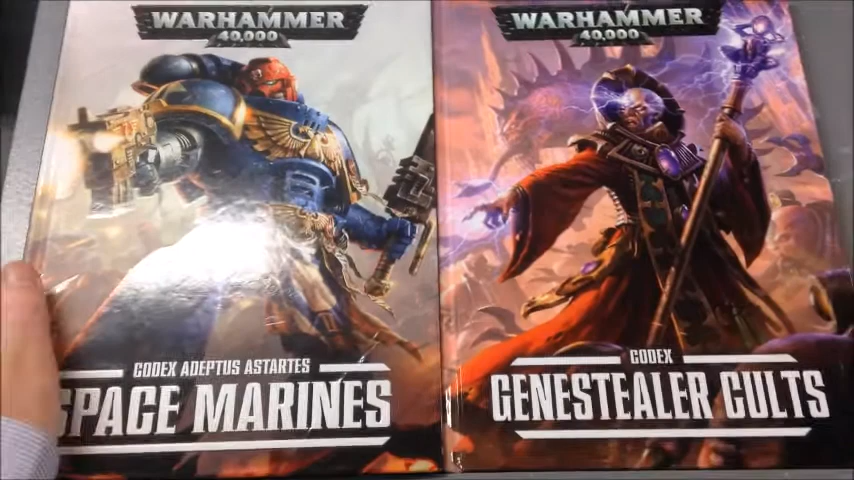 WARHAMMER
40,000
CODEX ADEPTUS ASTARTES
SPACE MARINES
WARHAMMER
40,000
CODEX
GENESTEALER CULTS